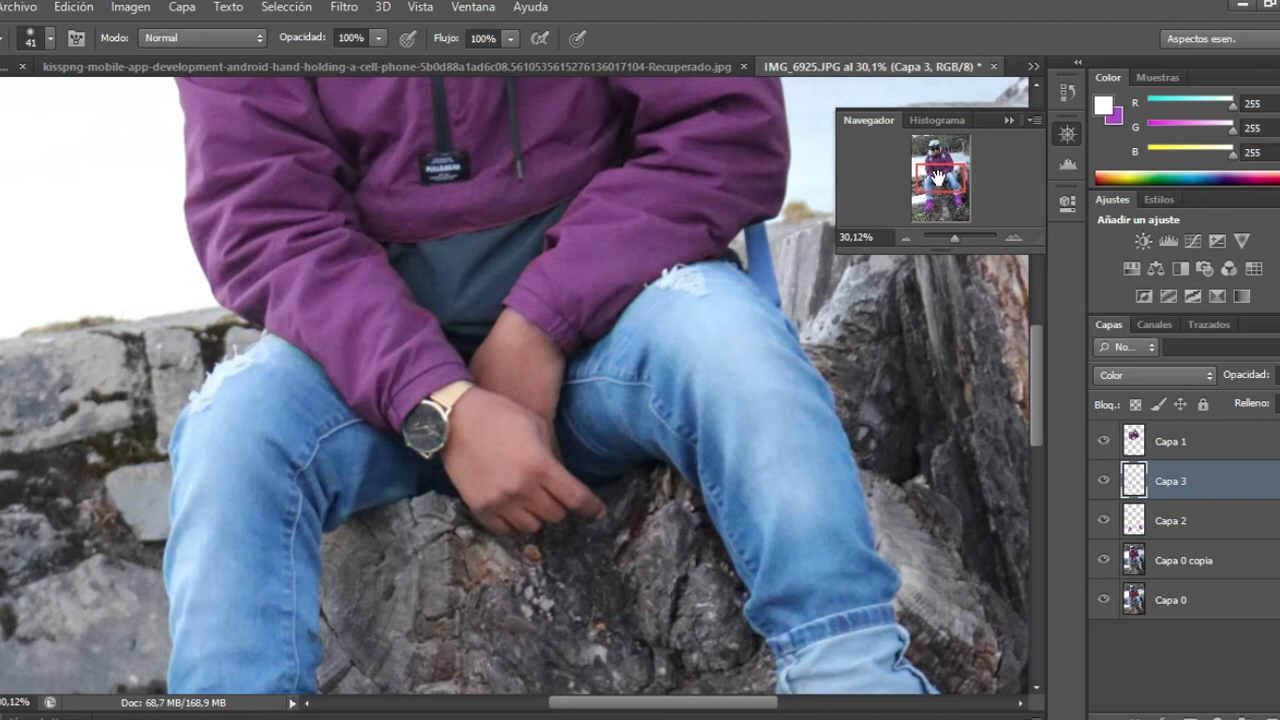 Archivo Edición Imagen Capa Texto Selección Filtro 3D Vista Ventana Ayuda
41 Modo: Normal Opacidad: 100% Flujo: 100% Aspectos esen.
... × kisspng-mobile-app-development-android-hand-holding-a-cell-phone-5b0d88a1ad6c08.5610535615276136017104-Recuperado.jpg × IMG_6925.JPG al 30,1% (Capa 3, RGB/8) * ×
Color Muestras
R 255
G 255
B 255
Navegador Histograma
30,12%
PULL&BEAR
Ajustes Estilos
Añadir un ajuste
Capas Canales Trazados
No...
Color Opacidad:
Bloq.: Relleno:
Capa 1
Capa 3
Capa 2
Capa 0 copia
Capa 0
30,12% Doc: 68,7 MB/168,9 MB